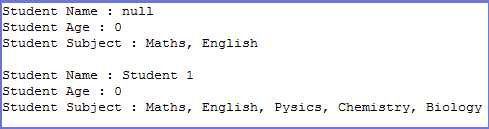 Student Name : null
Student Age : 0
Student Subject : Maths, English
Student Name : Student 1
Student Age : 0
Student Subject : Maths, English, Pysics, Chemistry, Biology